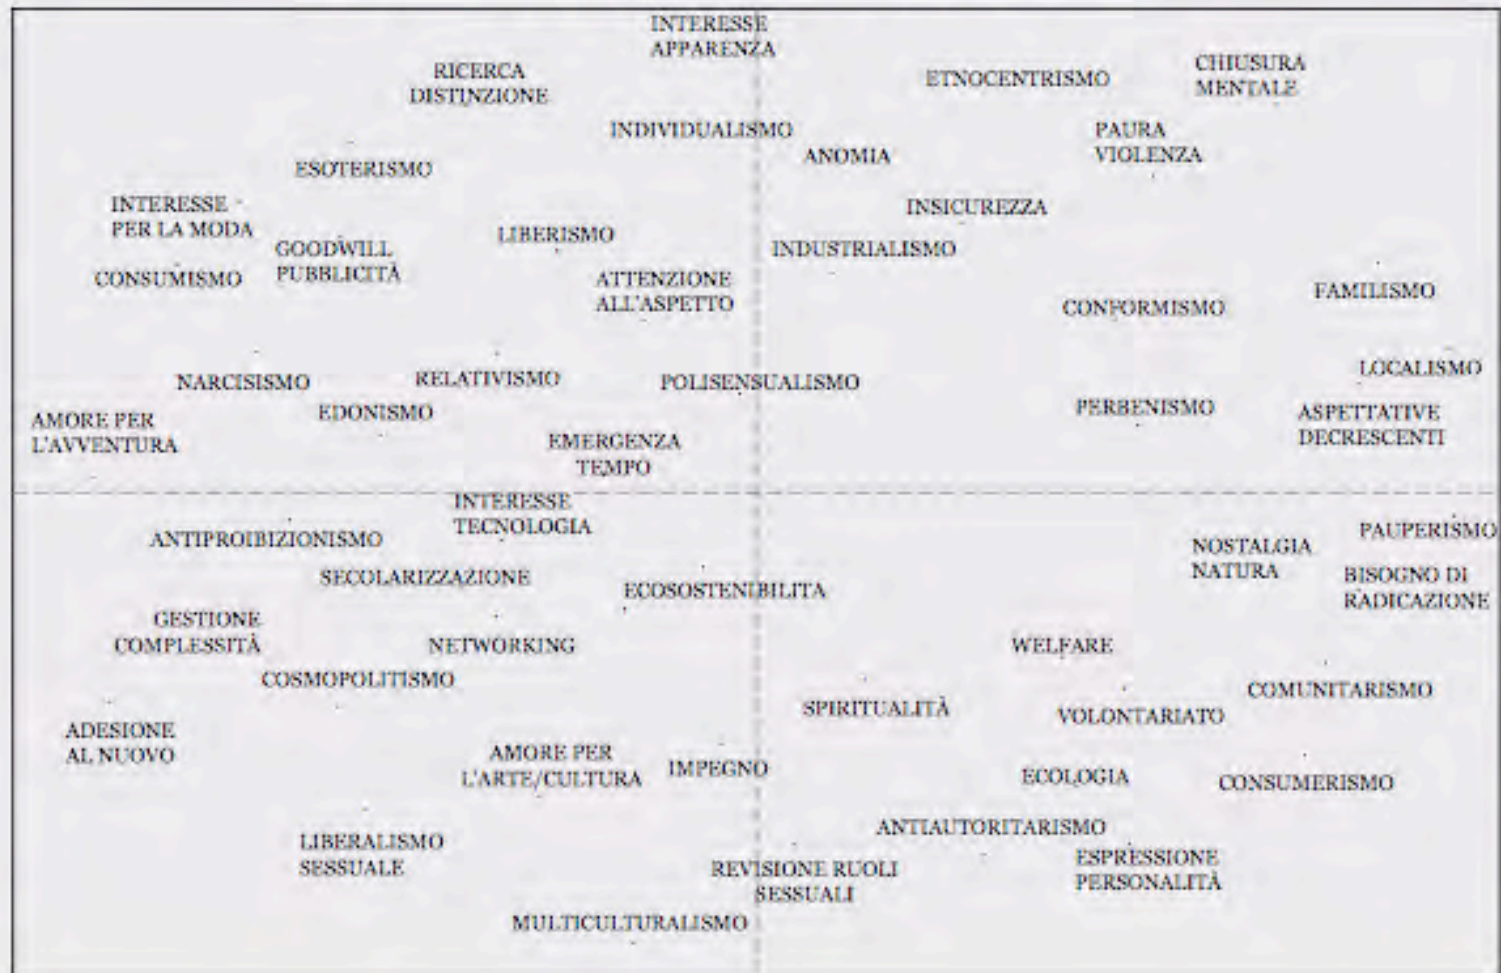 INTERESSE
APPARENZA
RICERCA
DISTINZIONE
ETNOCENTRISMO
CHIUSURA
MENTALE
INDIVIDUALISMO
ANOMIA
PAURA
VIOLENZA
ESOTERISMO
INTERESSE
PER LA MODA
INSICUREZZA
GOODWILL
PUBBLICITÀ
LIBERISMO
INDUSTRIALISMO
CONSUMISMO
ATTENZIONE
ALL'ASPETTO
CONFORMISMO
FAMILISMO
NARCISISMO
RELATIVISMO
POLISENSUALISMO
LOCALISMO
AMORE PER
L'AVVENTURA
EDONISMO
PERBENISMO
ASPETTATIVE
DECRESCENTI
EMERGENZA
TEMPO
INTERESSE
TECNOLOGIA
ANTIPROIBIZIONISMO
NOSTALGIA
NATURA
PAUPERISMO
SECOLARIZZAZIONE
ECOSOSTENIBILITA
BISOGNO DI
RADICAZIONE
GESTIONE
COMPLESSITÀ
NETWORKING
WELFARE
COSMOPOLITISMO
COMUNITARISMO
SPIRITUALITÀ
VOLONTARIATO
ADESIONE
AL NUOVO
AMORE PER
L'ARTE/CULTURA
IMPEGNO
ECOLOGIA
CONSUMERISMO
ANTIAUTORITARISMO
LIBERALISMO
SESSUALE
REVISIONE RUOLI
SESSUALI
ESPRESSIONE
PERSONALITÀ
MULTICULTURALISMO